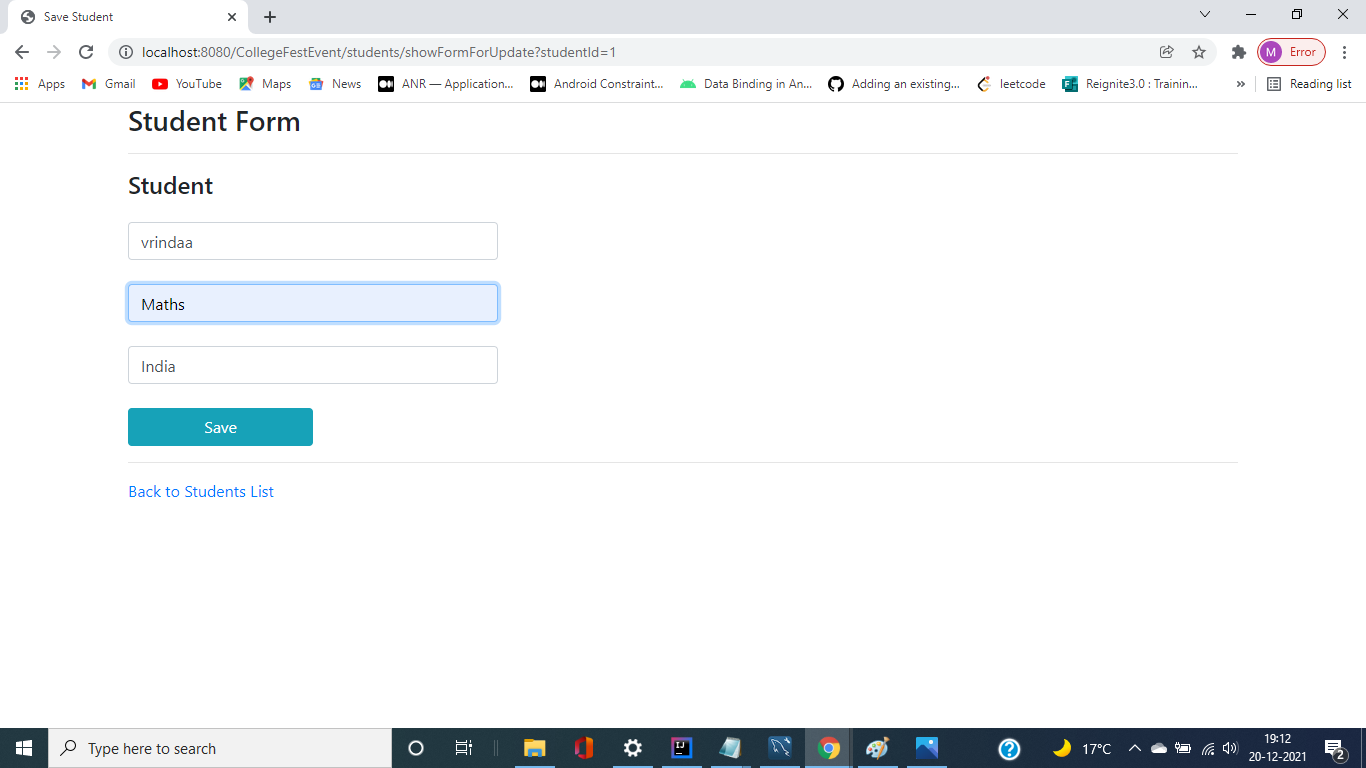 Save Student
localhost:8080/CollegeFestEvent/students/showFormForUpdate?studentId=1
M Error
Apps Gmail YouTube Maps News ANR — Application... Android Constraint... Data Binding in An... Adding an existing... leetcode Reignite3.0 : Trainin... » Reading list
Student Form
Student
vrindaa
Maths
India
Save
Back to Students List
Type here to search
IJ
17°C
19:12
20-12-2021
2